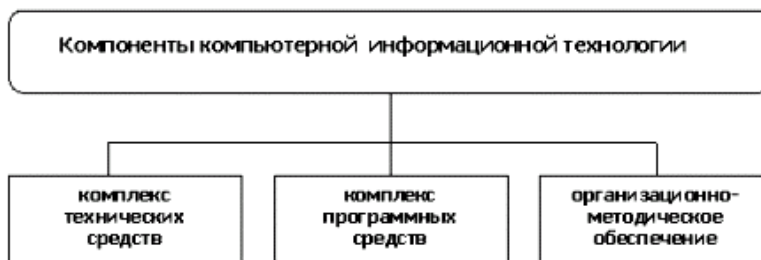 Компоненты компьютерной информационной технологии
комплекс
технических
средств
комплекс
программных
средств
организационно-
методическое
обеспечение